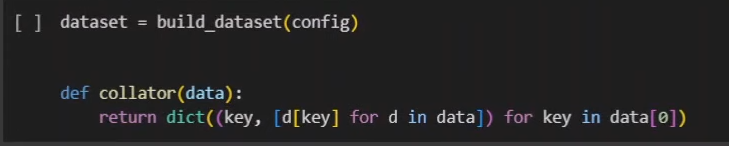 [ ] dataset = build_dataset(config)
def collator(data):
return dict((key, [d[key] for d in data]) for key in data[0])